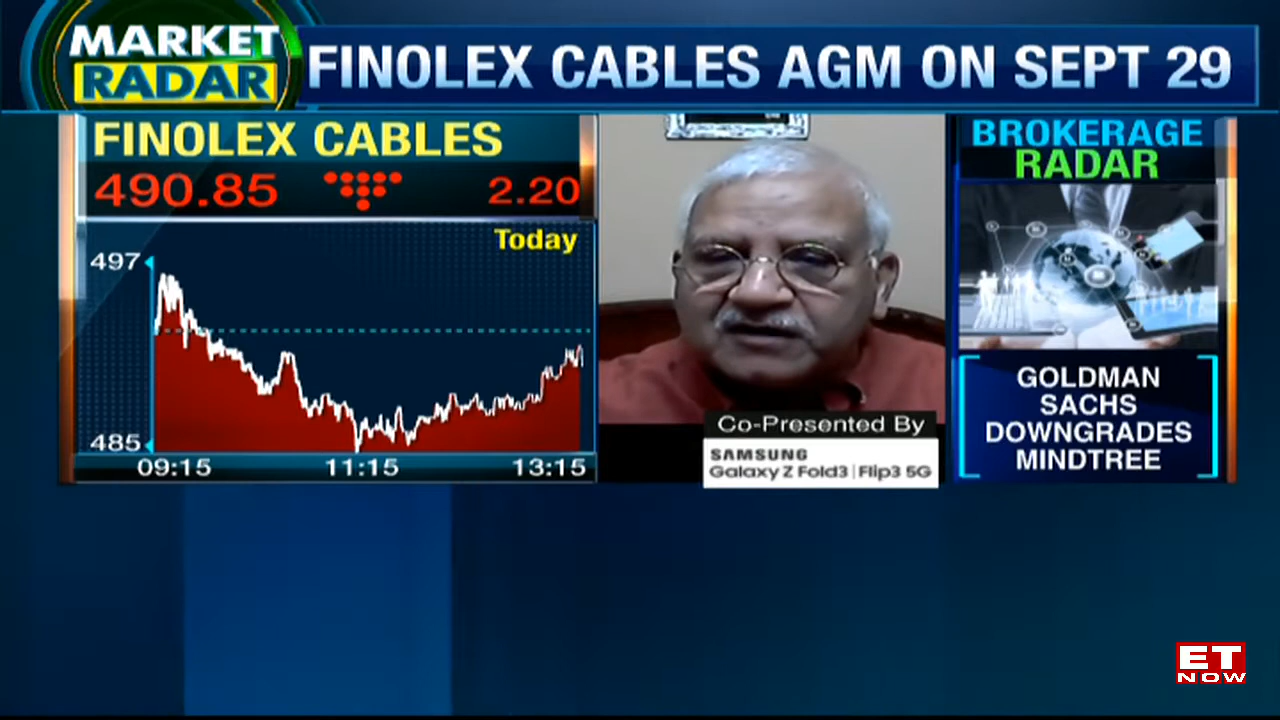 MARKET
RADAR
FINOLEX CABLES AGM ON SEPT 29
FINOLEX CABLES
490.85
2.20
Today
497
485
09:15
11:15
13:15
Co-Presented By
SAMSUNG
Galaxy Z Fold3 | Flip3 5G
BROKERAGE
RADAR
GOLDMAN
SACHS
DOWNGRADES
MINDTREE
ET
NOW